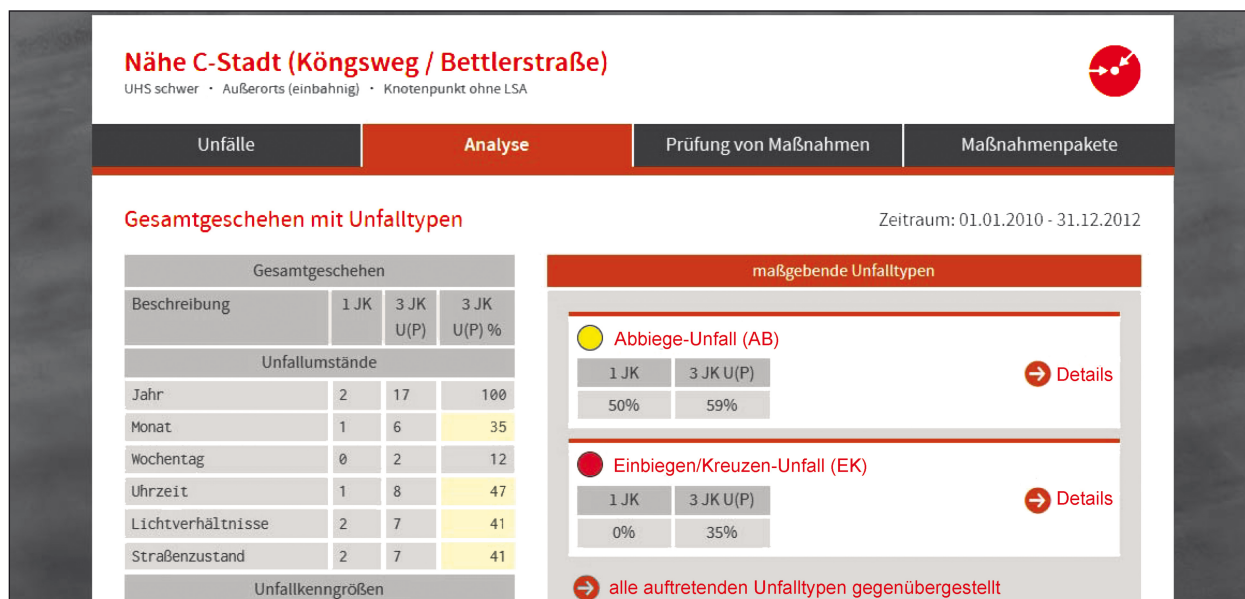 Nähe C-Stadt (Köngsweg / Bettlerstraße)
UHS schwer · Außerorts (einbahnig) · Knotenpunkt ohne LSA
Unfälle Analyse Prüfung von Maßnahmen Maßnahmenpakete
Gesamtgeschehen mit Unfalltypen
Zeitraum: 01.01.2010 - 31.12.2012
Gesamtgeschehen
Beschreibung 1 JK 3 JK U(P) 3 JK U(P) %
Unfallumstände
Jahr 2 17 100
Monat 1 6 35
Wochentag 0 2 12
Uhrzeit 1 8 47
Lichtverhältnisse 2 7 41
Straßenzustand 2 7 41
Unfallkenngrößen
maßgebende Unfalltypen
Abbiege-Unfall (AB)
1 JK 3 JK U(P)
50% 59%
Details
Einbiegen/Kreuzen-Unfall (EK)
1 JK 3 JK U(P)
0% 35%
Details
alle auftretenden Unfalltypen gegenübergestellt